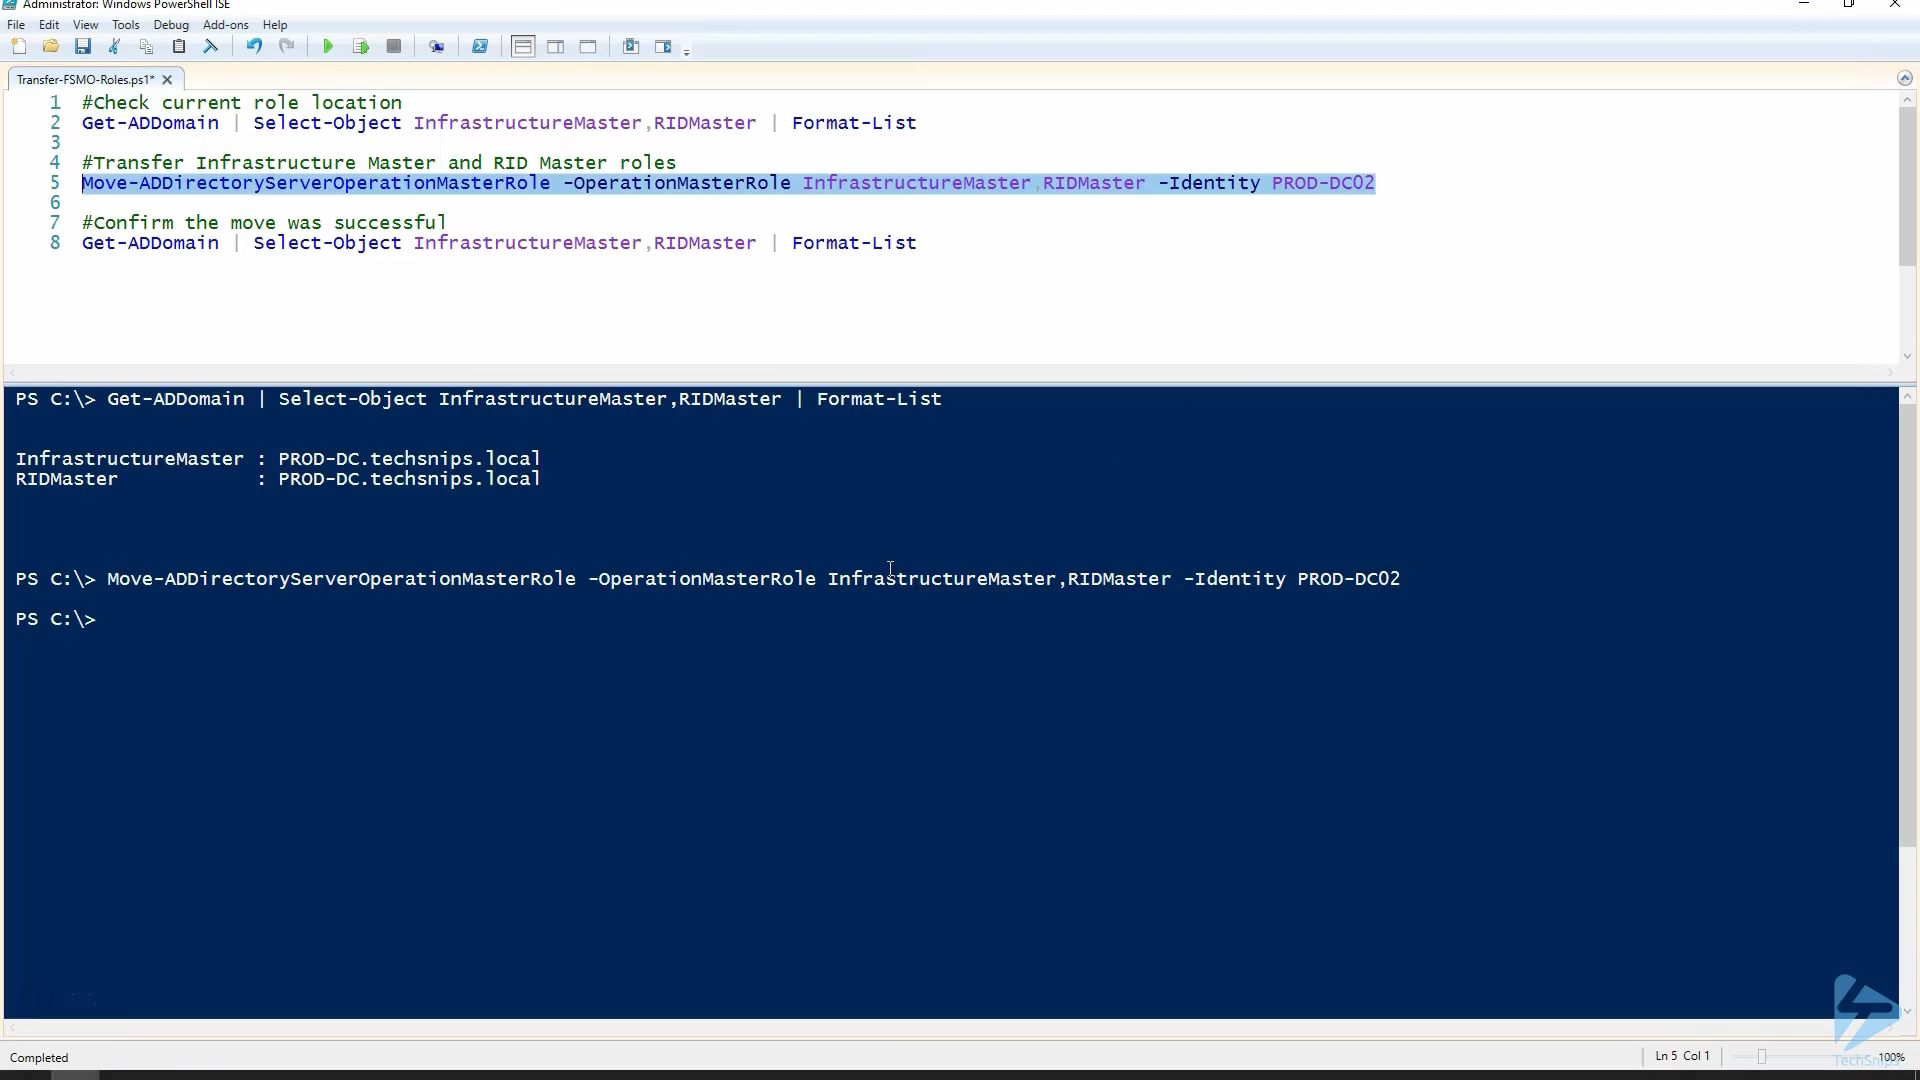 Administrator: Windows PowerShell ISE
File Edit View Tools Debug Add-ons Help
Transfer-FSMO-Roles.ps1*
1 #Check current role location
2 Get-ADDomain | Select-Object InfrastructureMaster,RIDMaster | Format-List
3
4 #Transfer Infrastructure Master and RID Master roles
5 Move-ADDirectoryServerOperationMasterRole -OperationMasterRole InfrastructureMaster,RIDMaster -Identity PROD-DC02
6
7 #Confirm the move was successful
8 Get-ADDomain | Select-Object InfrastructureMaster,RIDMaster | Format-List
PS C:\> Get-ADDomain | Select-Object InfrastructureMaster,RIDMaster | Format-List
InfrastructureMaster : PROD-DC.techsnips.local
RIDMaster : PROD-DC.techsnips.local
PS C:\> Move-ADDirectoryServerOperationMasterRole -OperationMasterRole InfrastructureMaster,RIDMaster -Identity PROD-DC02
PS C:\>
Completed
Ln 5 Col 1
100%
TechSnips